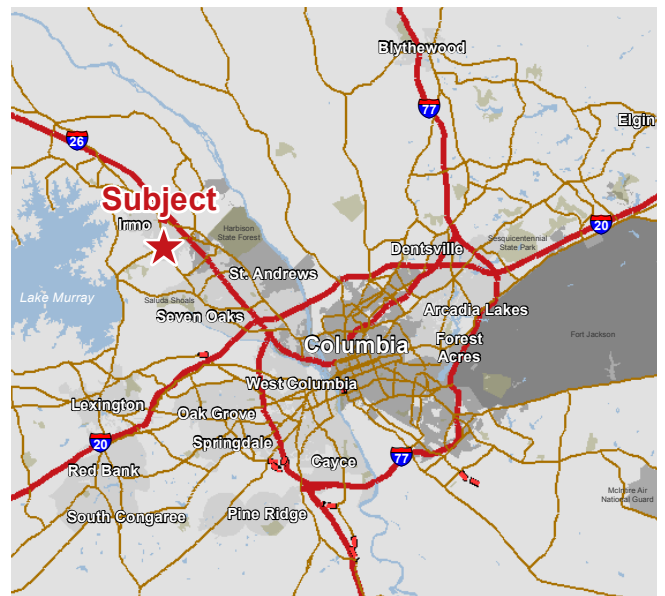 Blythewood
77
Elgin
26
Subject
Irmo
Harbison
State Forest
20
Sesquicentennial
State Park
Dentsville
St. Andrews
Lake Murray
Saluda Shoals
Seven Oaks
Arcadia Lakes
Columbia
Forest
Acres
Fort Jackson
West Columbia
Lexington
Oak Grove
20
Springdale
Cayce
77
Red Bank
McIntire Air
National Guard
South Congaree
Pine Ridge